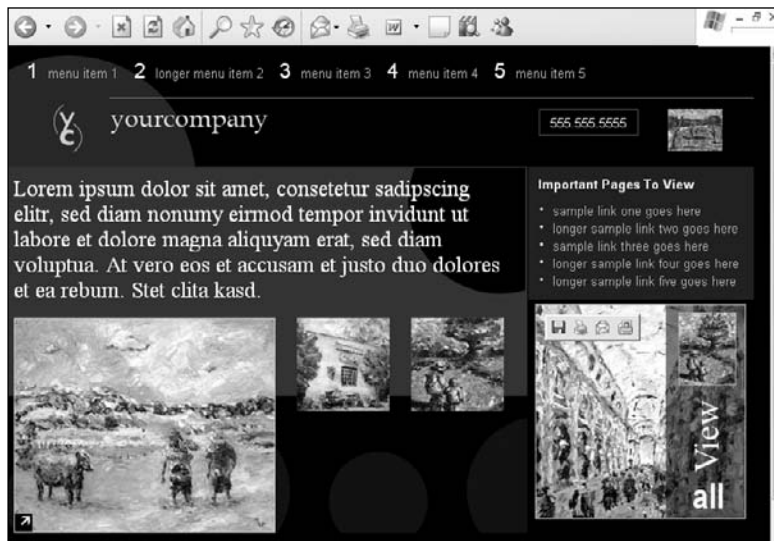 1 menu item 1 2 longer menu item 2 3 menu item 3 4 menu item 4 5 menu item 5
yc yourcompany 555.555.5555
Lorem ipsum dolor sit amet, consetetur sadipscing
elitr, sed diam nonumy eirmod tempor invidunt ut
labore et dolore magna aliquyam erat, sed diam
voluptua. At vero eos et accusam et justo duo dolores
et ea rebum. Stet clita kasd.
Important Pages To View
• sample link one goes here
• longer sample link two goes here
• sample link three goes here
• longer sample link four goes here
• longer sample link five goes here
View
all